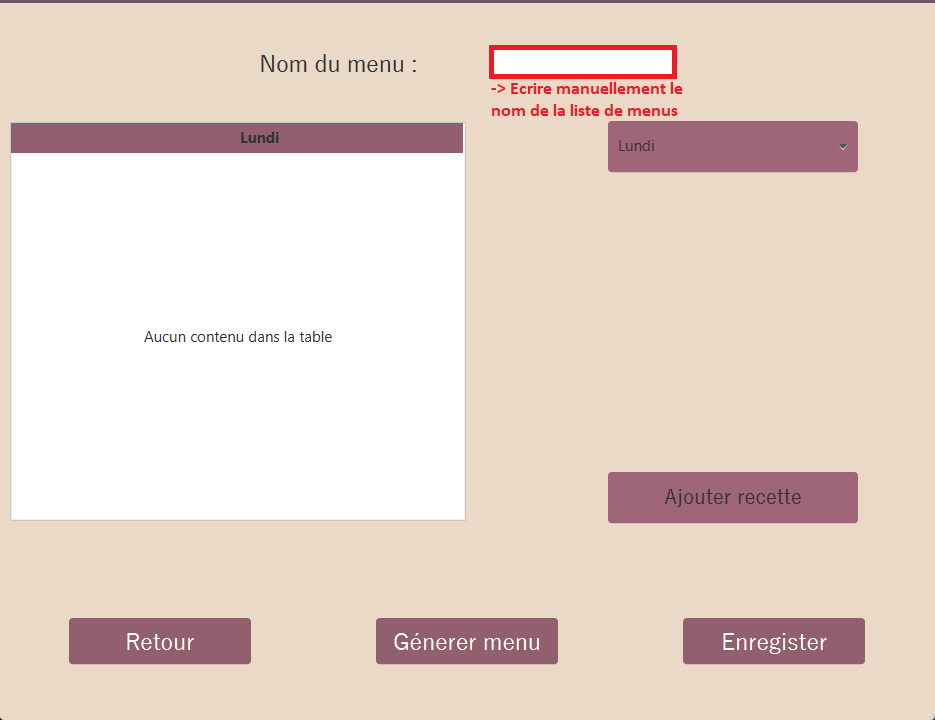 Nom du menu :
-> Ecrire manuellement le
nom de la liste de menus
Lundi
Lundi
Aucun contenu dans la table
Ajouter recette
Retour
Génerer menu
Enregister